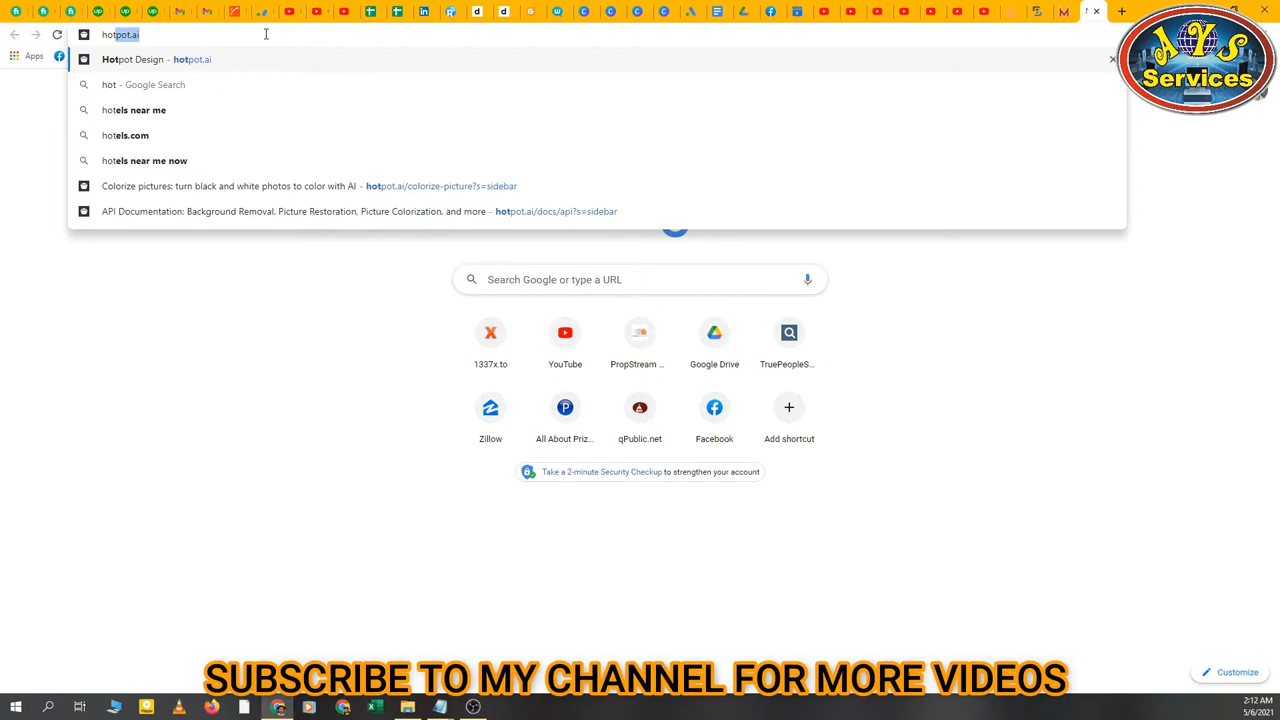 hotpot.ai
Apps
Hotpot Design - hotpot.ai
hot - Google Search
hotels near me
hotels.com
hotels near me now
Colorize pictures: turn black and white photos to color with AI - hotpot.ai/colorize-picture?s=sidebar
API Documentation: Background Removal, Picture Restoration, Picture Colorization, and more - hotpot.ai/docs/api?s=sidebar
AYS
Services
Search Google or type a URL
1337x.to
YouTube
PropStream ...
Google Drive
TruePeopleS...
Zillow
All About Priz...
qPublic.net
Facebook
Add shortcut
Take a 2-minute Security Checkup to strengthen your account
Customize
SUBSCRIBE TO MY CHANNEL FOR MORE VIDEOS
2:12 AM
5/6/2021